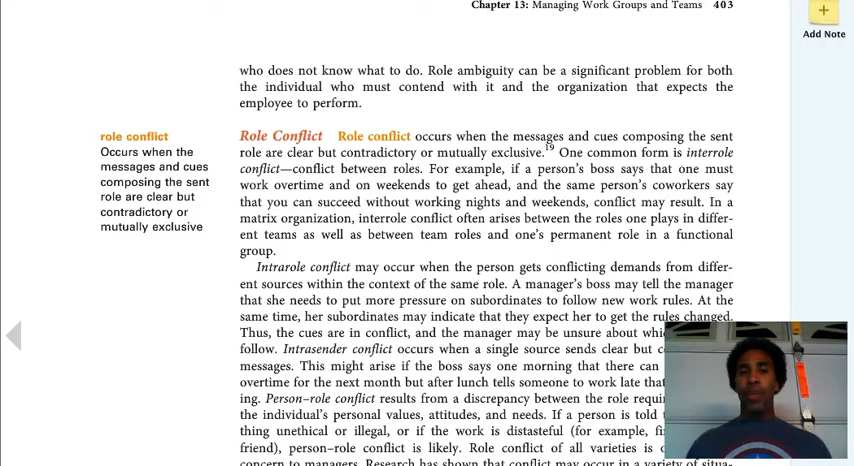 Chapter 13: Managing Work Groups and Teams 403
Add Note
who does not know what to do. Role ambiguity can be a significant problem for both
the individual who must contend with it and the organization that expects the
employee to perform.
role conflict
Occurs when the
messages and cues
composing the sent
role are clear but
contradictory or
mutually exclusive
Role Conflict Role conflict occurs when the messages and cues composing the sent
role are clear but contradictory or mutually exclusive.19 One common form is interrole
conflict—conflict between roles. For example, if a person's boss says that one must
work overtime and on weekends to get ahead, and the same person's coworkers say
that you can succeed without working nights and weekends, conflict may result. In a
matrix organization, interrole conflict often arises between the roles one plays in differ-
ent teams as well as between team roles and one's permanent role in a functional
group.
Intrarole conflict may occur when the person gets conflicting demands from differ-
ent sources within the context of the same role. A manager's boss may tell the manager
that she needs to put more pressure on subordinates to follow new work rules. At the
same time, her subordinates may indicate that they expect her to get the rules changed.
Thus, the cues are in conflict, and the manager may be unsure about
follow. Intrasender conflict occurs when a single source sends clear but
messages. This might arise if the boss says one morning that there can
overtime for the next month but after lunch tells someone to work late that
ing. Person–role conflict results from a discrepancy between the role
the individual's personal values, attitudes, and needs. If a person is told
thing unethical or illegal, or if the work is distasteful (for example,
friend), person–role conflict is likely. Role conflict of all varieties is
concern to managers. Research has shown that conflict may occur in a variety of situa-